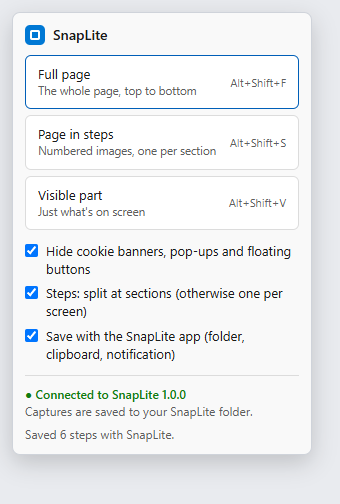 SnapLite
Full page
The whole page, top to bottom
Alt+Shift+F
Page in steps
Numbered images, one per section
Alt+Shift+S
Visible part
Just what's on screen
Alt+Shift+V
Hide cookie banners, pop-ups and floating
buttons
Steps: split at sections (otherwise one per
screen)
Save with the SnapLite app (folder,
clipboard, notification)
● Connected to SnapLite 1.0.0
Captures are saved to your SnapLite folder.
Saved 6 steps with SnapLite.